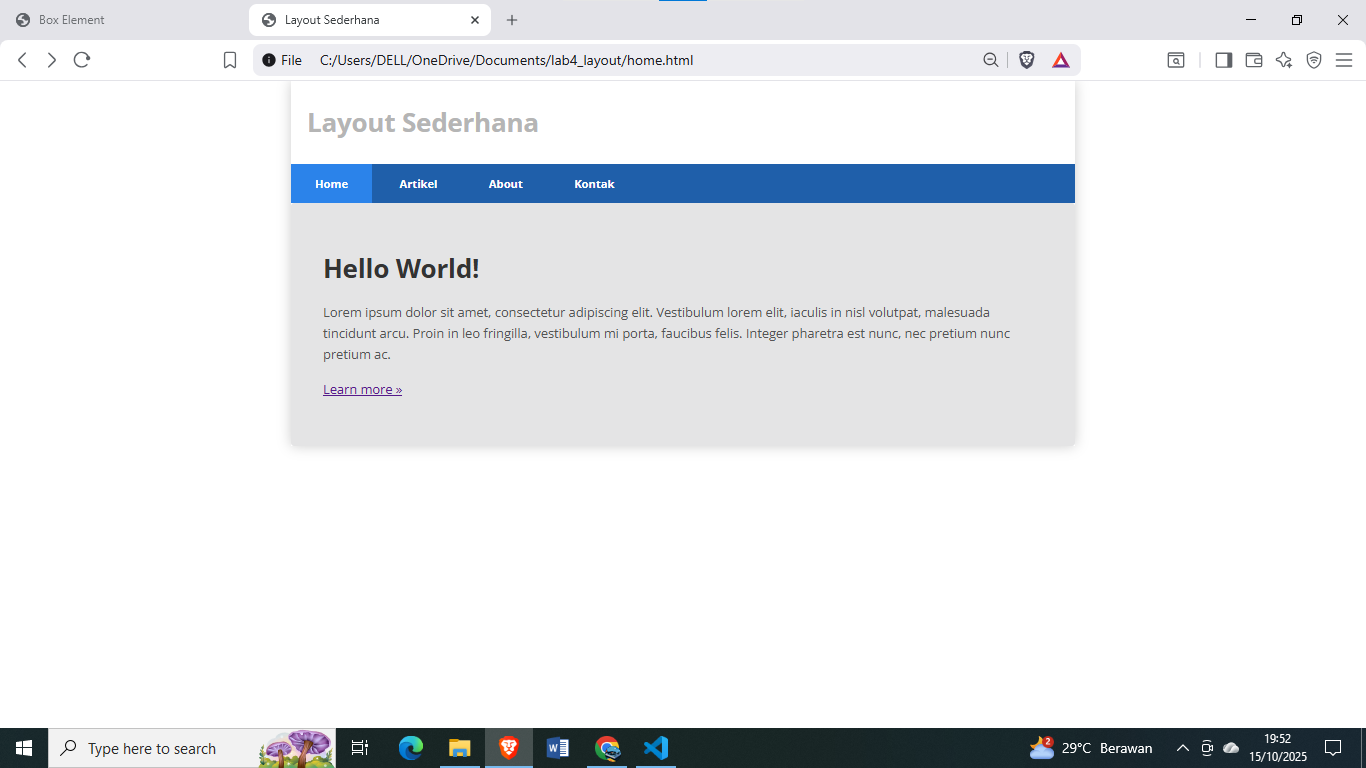 Box Element
Layout Sederhana
File C:/Users/DELL/OneDrive/Documents/lab4_layout/home.html
Layout Sederhana
Home Artikel About Kontak
Hello World!
Lorem ipsum dolor sit amet, consectetur adipiscing elit. Vestibulum lorem elit, iaculis in nisl volutpat, malesuada
tincidunt arcu. Proin in leo fringilla, vestibulum mi porta, faucibus felis. Integer pharetra est nunc, nec pretium nunc
pretium ac.
Learn more »
Type here to search
2
29°C Berawan
19:52
15/10/2025